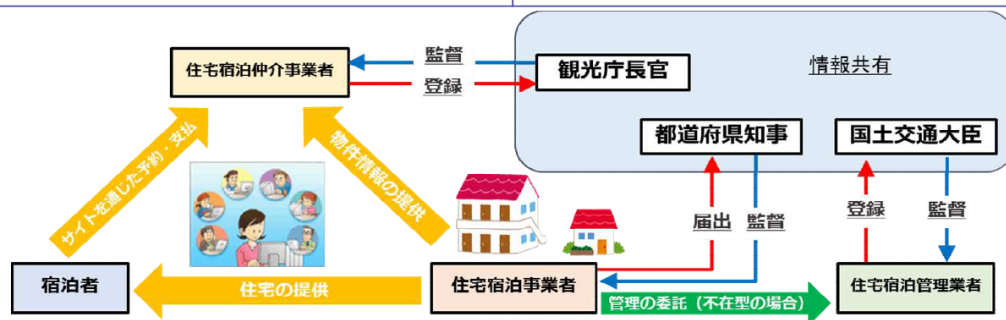 監督
住宅宿泊仲介事業者
観光庁長官
情報共有
登録
都道府県知事
国土交通大臣
サイトを通じた予約・支払
物件情報の提供
届出
監督
登録
監督
宿泊者
住宅の提供
住宅宿泊事業者
管理の委託（不在型の場合）
住宅宿泊管理業者